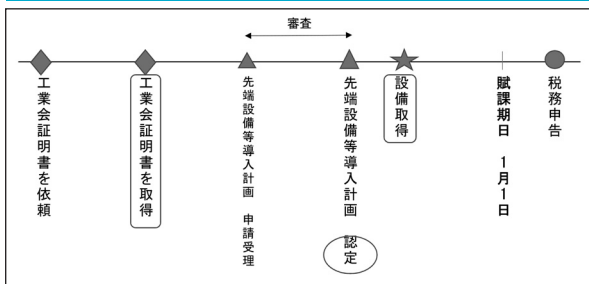 審査
工業会証明書を依頼
工業会証明書を取得
先端設備等導入計画 申請受理
先端設備等導入計画 認定
設備取得
賦課期日 1月1日
税務申告